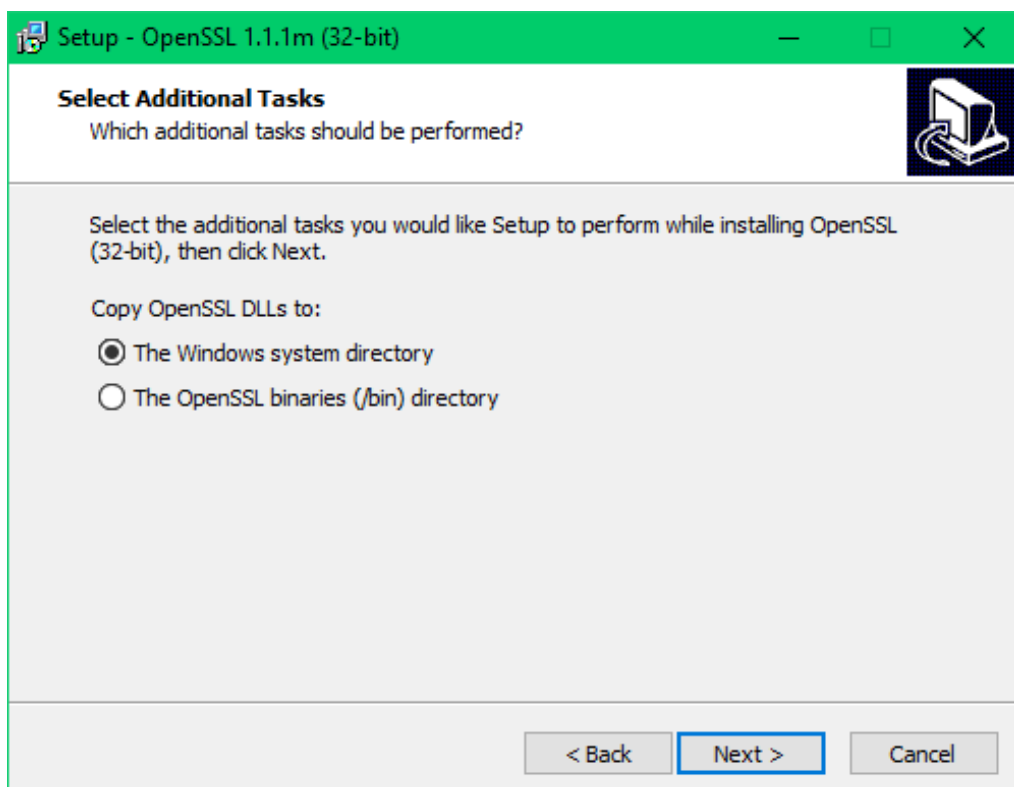 Setup - OpenSSL 1.1.1m (32-bit)
Select Additional Tasks
Which additional tasks should be performed?
Select the additional tasks you would like Setup to perform while installing OpenSSL
(32-bit), then click Next.
Copy OpenSSL DLLs to:
The Windows system directory
The OpenSSL binaries (/bin) directory
< Back
Next >
Cancel